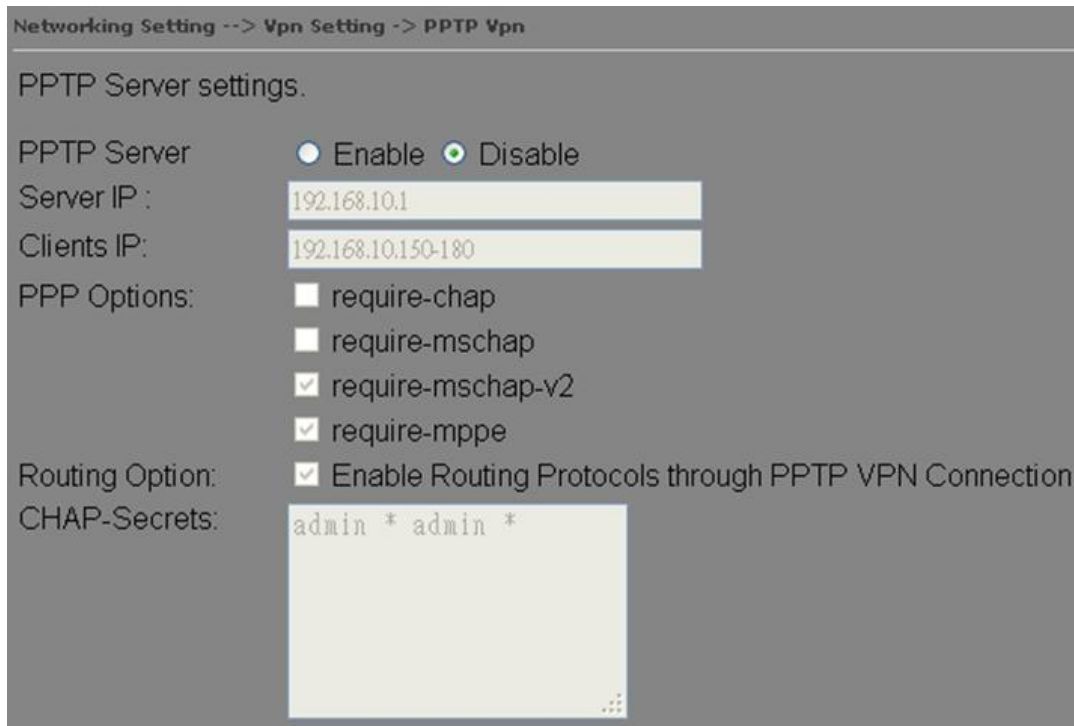 Networking Setting --> Vpn Setting -> PPTP Vpn
PPTP Server settings.
PPTP Server Enable Disable
Server IP : 192.168.10.1
Clients IP: 192.168.10.150-180
PPP Options: require-chap
require-mschap
require-mschap-v2
require-mppe
Routing Option: Enable Routing Protocols through PPTP VPN Connection
CHAP-Secrets: admin * admin *